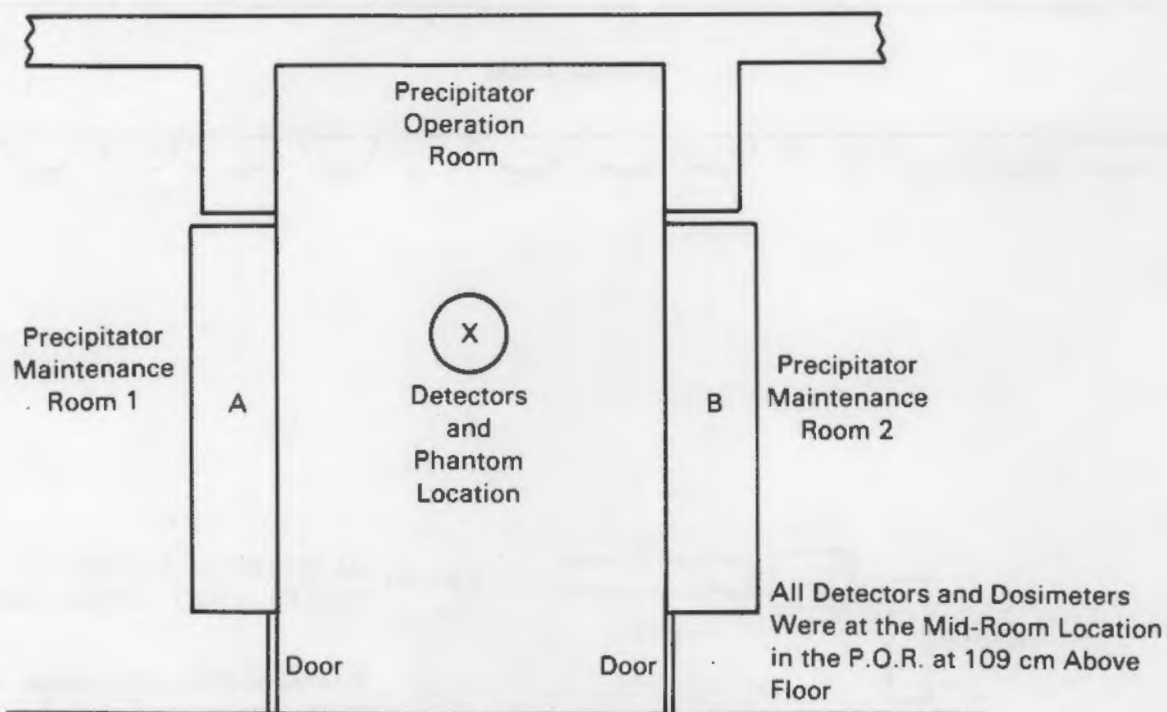 Precipitator
Operation
Room
Precipitator
Maintenance
Room 1
A
X
Detectors
and
Phantom
Location
B
Precipitator
Maintenance
Room 2
All Detectors and Dosimeters
Were at the Mid-Room Location
in the P.O.R. at 109 cm Above
Floor
Door
Door